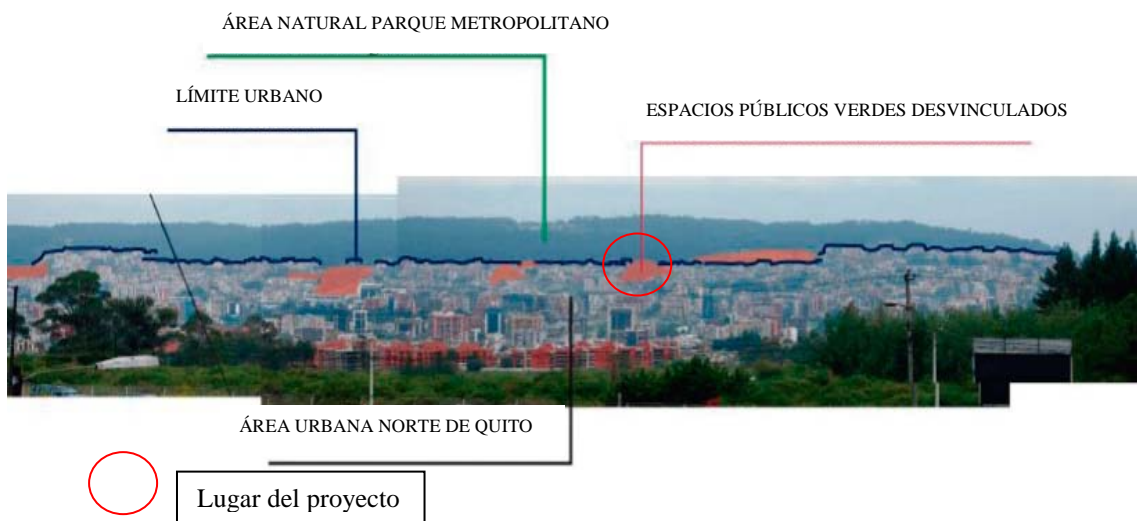 ÁREA NATURAL PARQUE METROPOLITANO
LÍMITE URBANO
ESPACIOS PÚBLICOS VERDES DESVINCULADOS
ÁREA URBANA NORTE DE QUITO
Lugar del proyecto